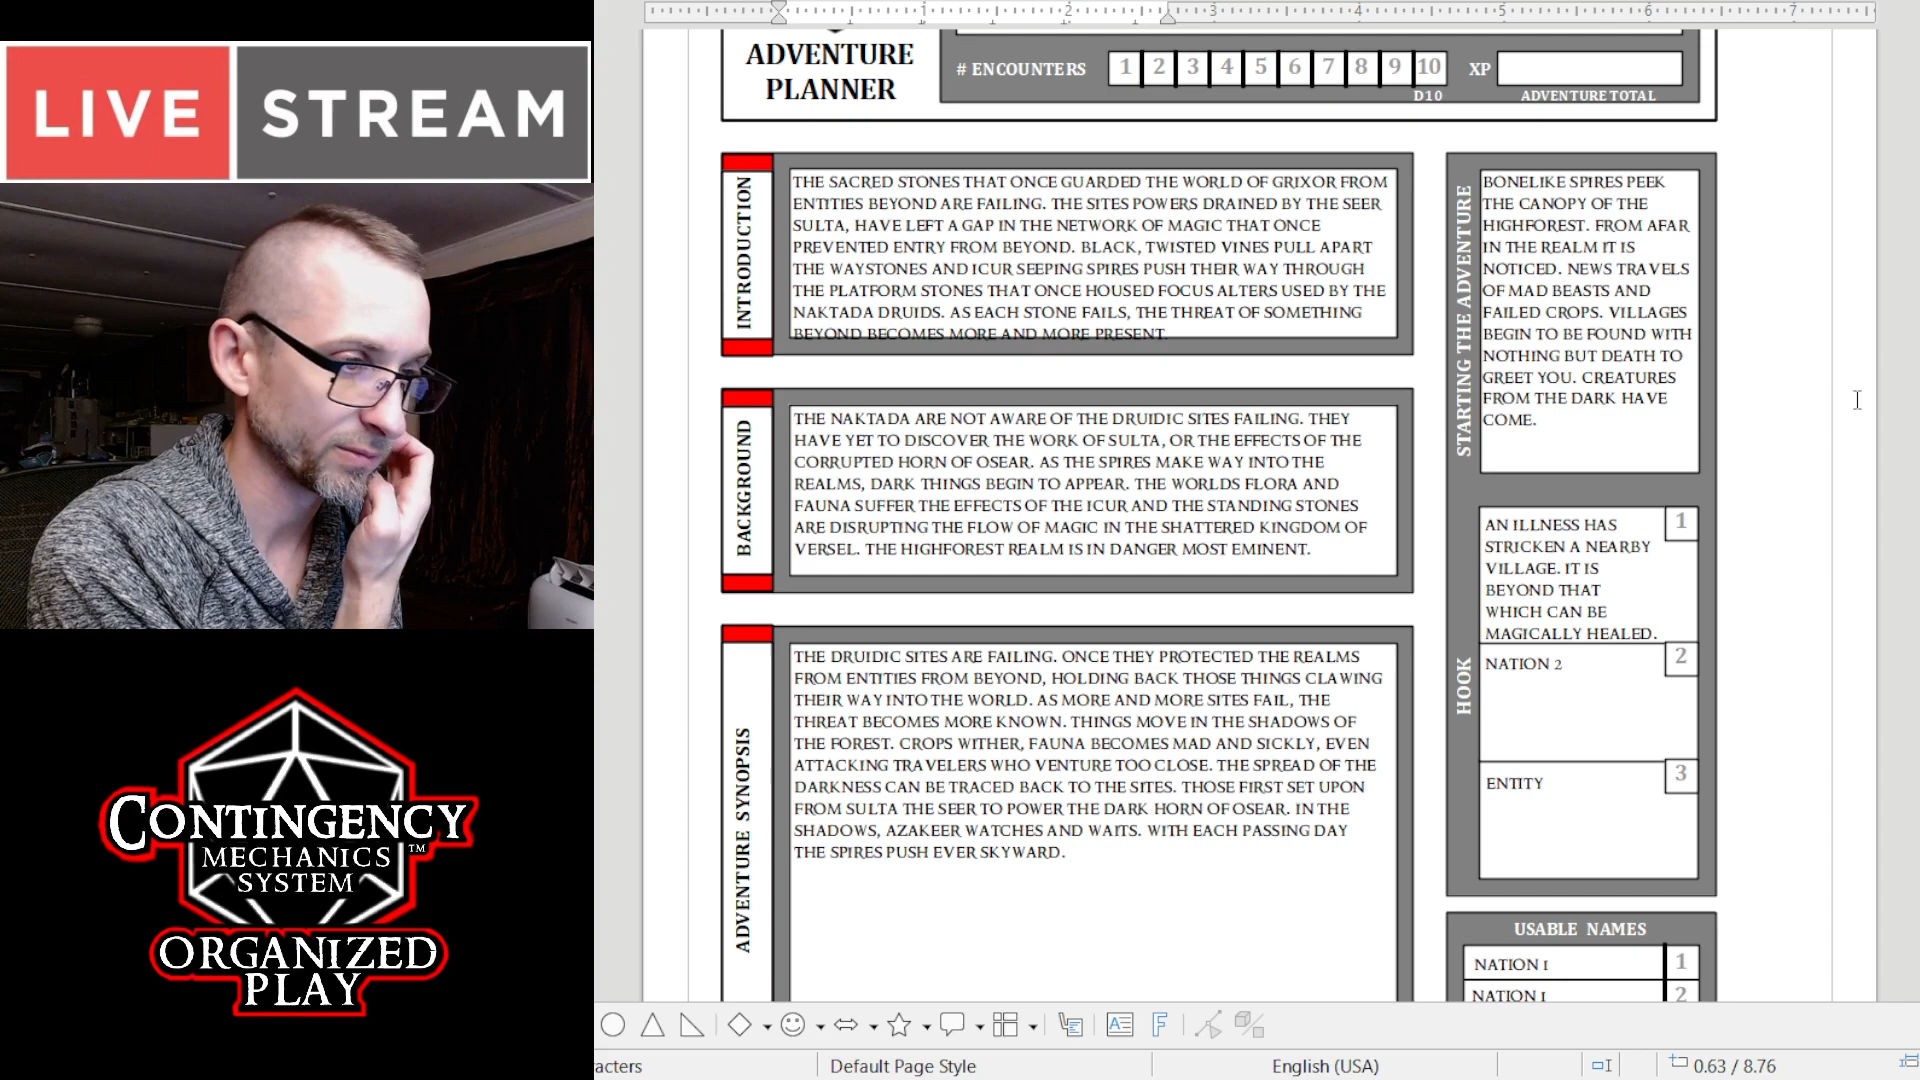 LIVE STREAM
CONTINGENCY
MECHANICS
SYSTEM
™
ORGANIZED
PLAY
1 2 3 4 5 6 7
ADVENTURE
PLANNER
# ENCOUNTERS
1 2 3 4 5 6 7 8 9 10
D10
XP
ADVENTURE TOTAL
INTRODUCTION
THE SACRED STONES THAT ONCE GUARDED THE WORLD OF GRIXOR FROM
ENTITIES BEYOND ARE FAILING. THE SITES POWERS DRAINED BY THE SEER
SULTA, HAVE LEFT A GAP IN THE NETWORK OF MAGIC THAT ONCE
PREVENTED ENTRY FROM BEYOND. BLACK, TWISTED VINES PULL APART
THE WAYSTONES AND ICUR SEEPING SPIRES PUSH THEIR WAY THROUGH
THE PLATFORM STONES THAT ONCE HOUSED FOCUS ALTERS USED BY THE
NAKTADA DRUIDS. AS EACH STONE FAILS, THE THREAT OF SOMETHING
BEYOND BECOMES MORE AND MORE PRESENT.
BACKGROUND
THE NAKTADA ARE NOT AWARE OF THE DRUIDIC SITES FAILING. THEY
HAVE YET TO DISCOVER THE WORK OF SULTA, OR THE EFFECTS OF THE
CORRUPTED HORN OF OSEAR. AS THE SPIRES MAKE WAY INTO THE
REALMS, DARK THINGS BEGIN TO APPEAR. THE WORLDS FLORA AND
FAUNA SUFFER THE EFFECTS OF THE ICUR AND THE STANDING STONES
ARE DISRUPTING THE FLOW OF MAGIC IN THE SHATTERED KINGDOM OF
VERSEL. THE HIGHFOREST REALM IS IN DANGER MOST EMINENT.
ADVENTURE SYNOPSIS
THE DRUIDIC SITES ARE FAILING. ONCE THEY PROTECTED THE REALMS
FROM ENTITIES FROM BEYOND, HOLDING BACK THOSE THINGS CLAWING
THEIR WAY INTO THE WORLD. AS MORE AND MORE SITES FAIL, THE
THREAT BECOMES MORE KNOWN. THINGS MOVE IN THE SHADOWS OF
THE FOREST. CROPS WITHER, FAUNA BECOMES MAD AND SICKLY, EVEN
ATTACKING TRAVELERS WHO VENTURE TOO CLOSE. THE SPREAD OF THE
DARKNESS CAN BE TRACED BACK TO THE SITES. THOSE FIRST SET UPON
FROM SULTA THE SEER TO POWER THE DARK HORN OF OSEAR. IN THE
SHADOWS, AZAKEER WATCHES AND WAITS. WITH EACH PASSING DAY
THE SPIRES PUSH EVER SKYWARD.
STARTING THE ADVENTURE
BONELIKE SPIRES PEEK
THE CANOPY OF THE
HIGHFOREST. FROM AFAR
IN THE REALM IT IS
NOTICED. NEWS TRAVELS
OF MAD BEASTS AND
FAILED CROPS. VILLAGES
BEGIN TO BE FOUND WITH
NOTHING BUT DEATH TO
GREET YOU. CREATURES
FROM THE DARK HAVE
COME.
HOOK
AN ILLNESS HAS
STRICKEN A NEARBY
VILLAGE. IT IS
BEYOND THAT
WHICH CAN BE
MAGICALLY HEALED.
1
NATION 2
2
ENTITY
3
USABLE NAMES
NATION 1
1
NATION 1
2
acters
Default Page Style
English (USA)
0.63 / 8.76